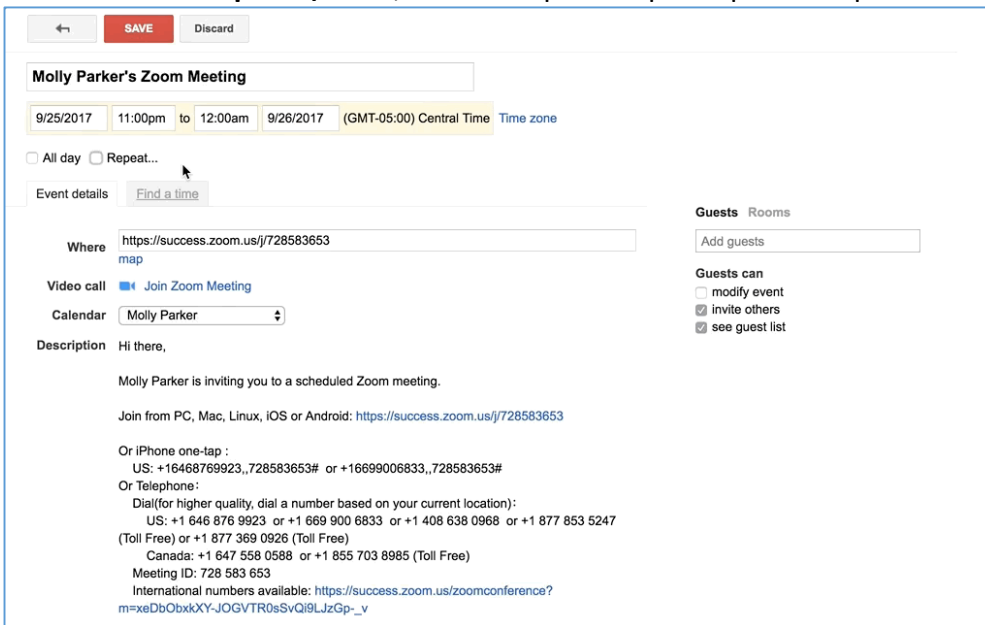 SAVE Discard
Molly Parker's Zoom Meeting
9/25/2017 11:00pm to 12:00am 9/26/2017 (GMT-05:00) Central Time Time zone
All day Repeat...
Event details Find a time
Guests Rooms
Add guests
Where https://success.zoom.us/j/728583653
map
Guests can
modify event
invite others
see guest list
Video call Join Zoom Meeting
Calendar Molly Parker
Description Hi there,
Molly Parker is inviting you to a scheduled Zoom meeting.
Join from PC, Mac, Linux, iOS or Android: https://success.zoom.us/j/728583653
Or iPhone one-tap :
US: +16468769923,,728583653# or +16699006833,,728583653#
Or Telephone:
Dial(for higher quality, dial a number based on your current location):
US: +1 646 876 9923 or +1 669 900 6833 or +1 408 638 0968 or +1 877 853 5247
(Toll Free) or +1 877 369 0926 (Toll Free)
Canada: +1 647 558 0588 or +1 855 703 8985 (Toll Free)
Meeting ID: 728 583 653
International numbers available: https://success.zoom.us/zoomconference?
m=xeDbObxkXY-JOGVTR0sSvQi9LJzGp-_v